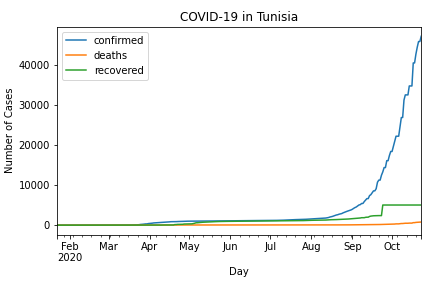 COVID-19 in Tunisia
confirmed
deaths
recovered
Number of Cases
40000
30000
20000
10000
0
Feb Mar Apr May Jun Jul Aug Sep Oct
2020
Day